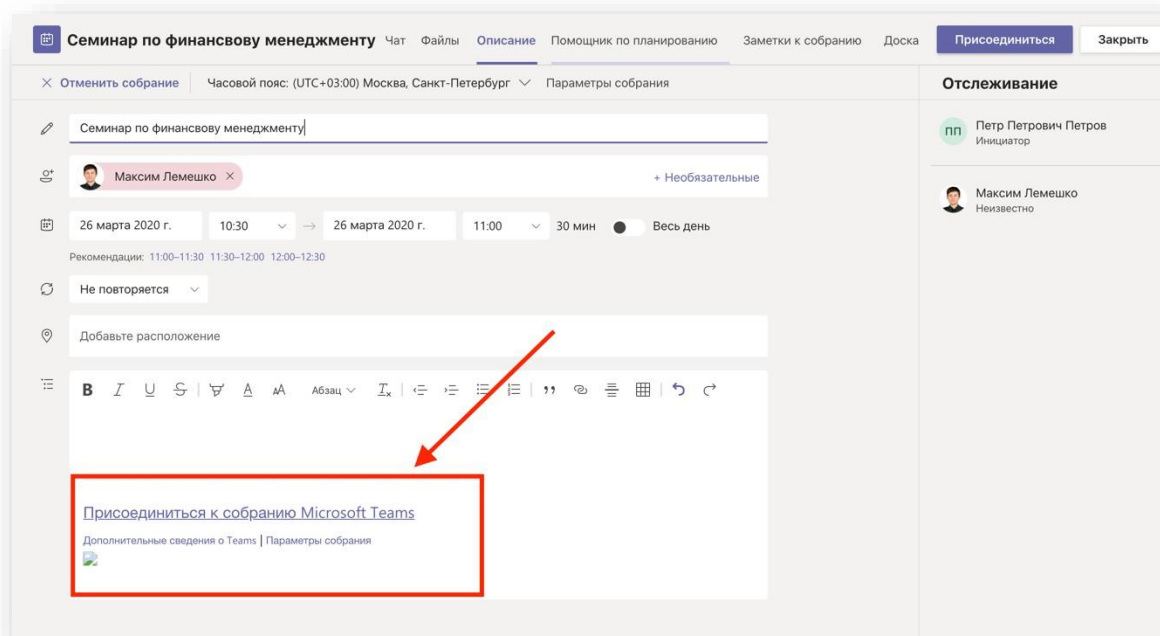 Семинар по финансвому менеджменту Чат Файлы Описание Помощник по планированию Заметки к собранию Доска Присоединиться Закрыть
× Отменить собрание Часовой пояс: (UTC+03:00) Москва, Санкт-Петербург Параметры собрания
Отслеживание
Семинар по финансвому менеджменту
Максим Лемешко ×
+ Необязательные
26 марта 2020 г. 10:30 → 26 марта 2020 г. 11:00 30 мин Весь день
Рекомендации: 11:00–11:30 11:30–12:00 12:00–12:30
Не повторяется
Добавьте расположение
B I U S A AA Абзац Ix
Присоединиться к собранию Microsoft Teams
Дополнительные сведения о Teams | Параметры собрания
ПП Петр Петрович Петров
Инициатор
Максим Лемешко
Неизвестно